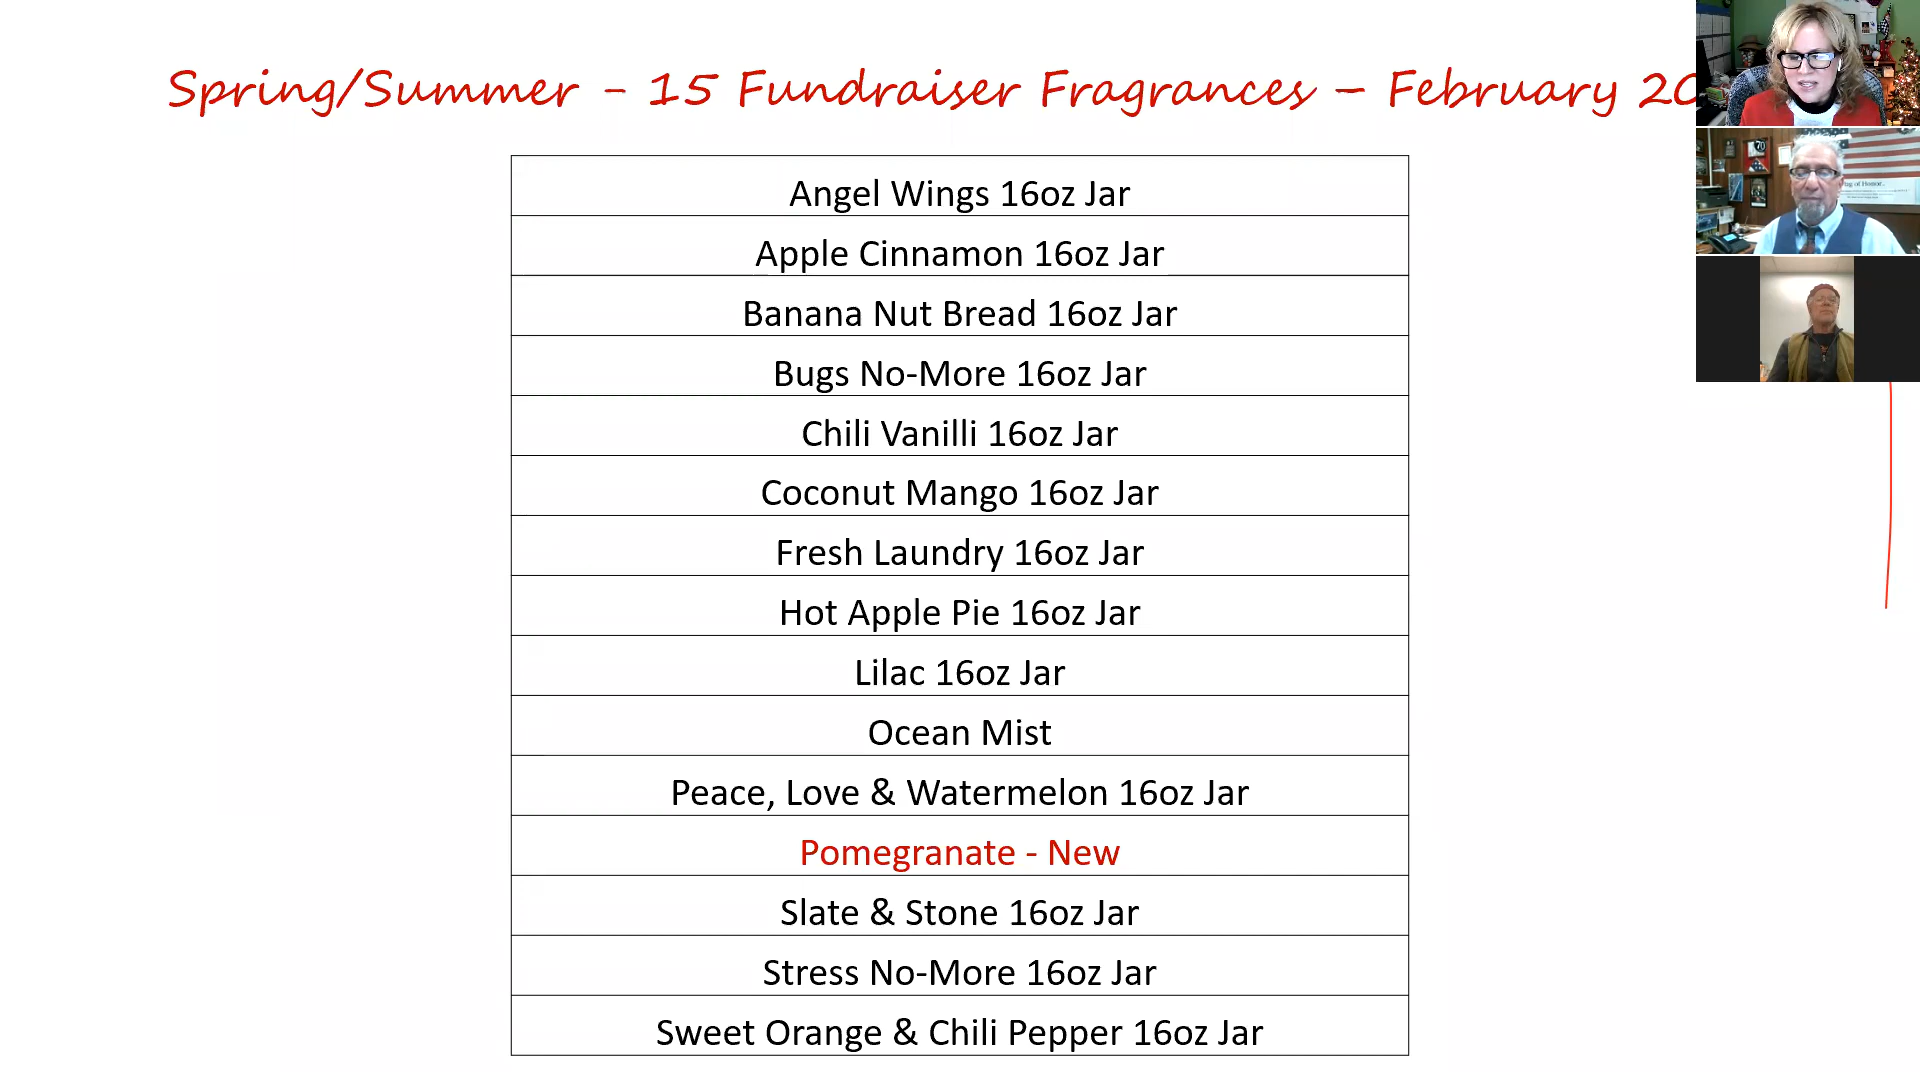 Spring/Summer - 15 Fundraiser Fragrances – February 20
Angel Wings 16oz Jar
Apple Cinnamon 16oz Jar
Banana Nut Bread 16oz Jar
Bugs No-More 16oz Jar
Chili Vanilli 16oz Jar
Coconut Mango 16oz Jar
Fresh Laundry 16oz Jar
Hot Apple Pie 16oz Jar
Lilac 16oz Jar
Ocean Mist
Peace, Love & Watermelon 16oz Jar
Pomegranate - New
Slate & Stone 16oz Jar
Stress No-More 16oz Jar
Sweet Orange & Chili Pepper 16oz Jar